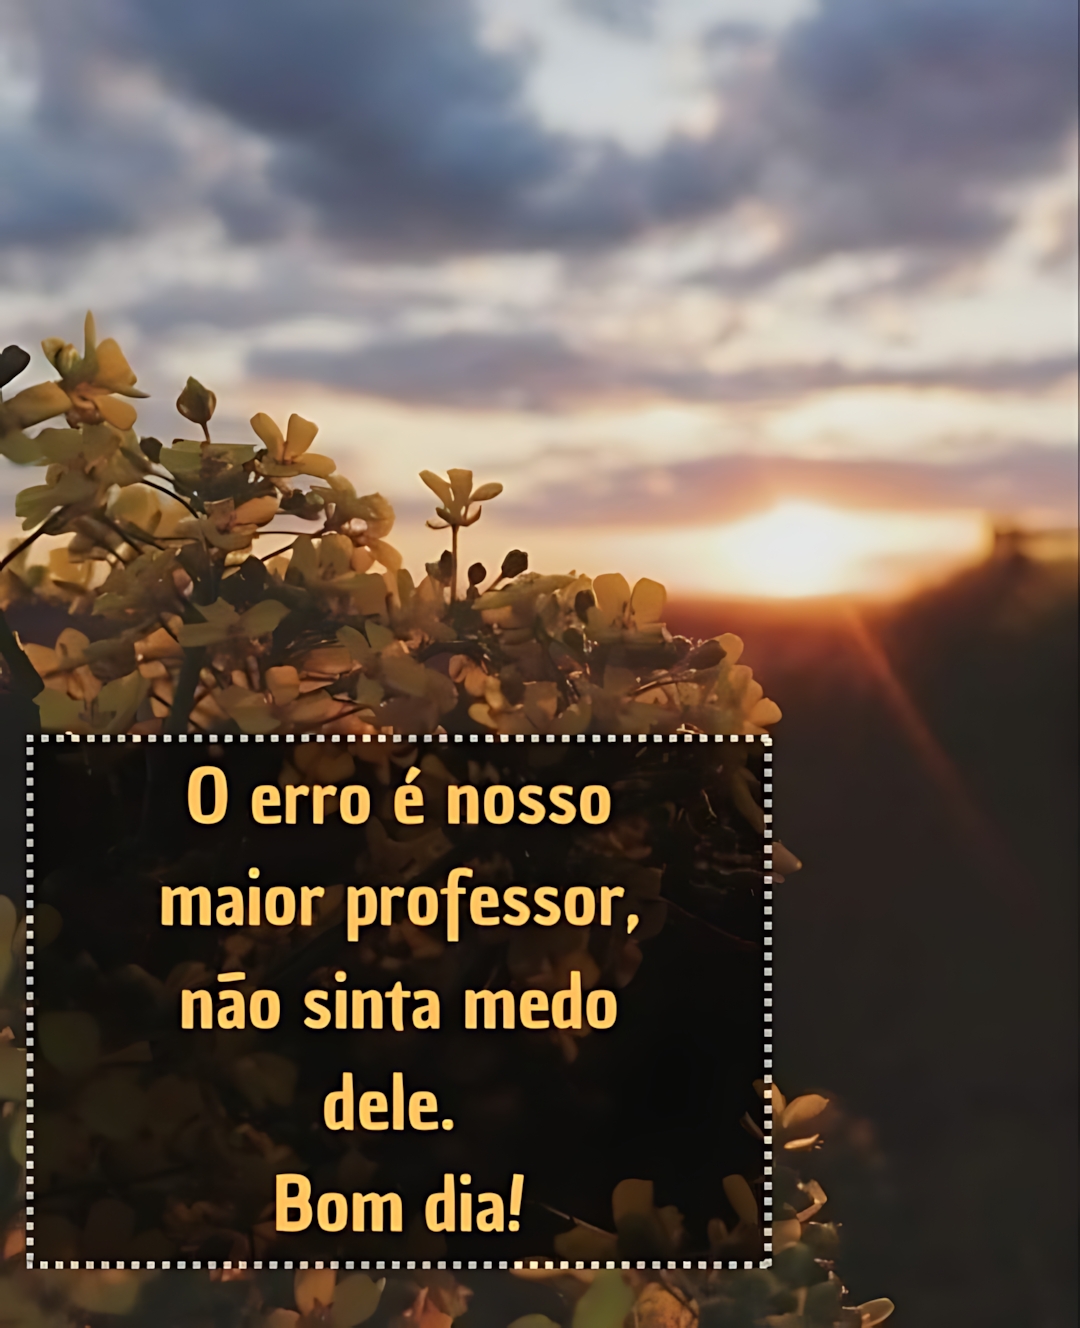 O erro é nosso
maior professor,
não sinta medo
dele.
Bom dia!